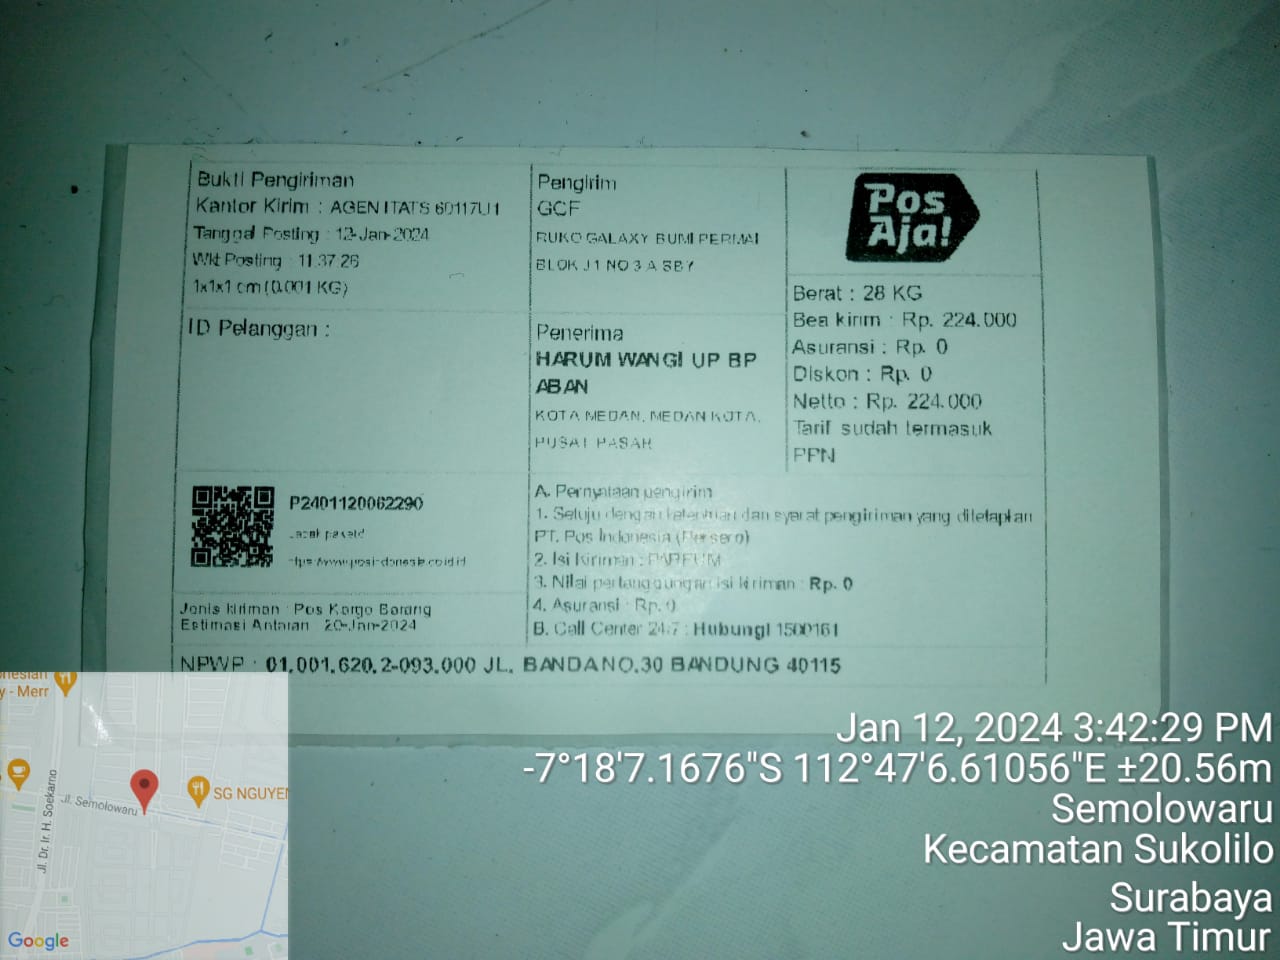 Bukti Pengiriman
Kantor Kirim : AGEN ITATS 60117U1
Tanggal Posting : 12-Jan-2024
Wkt Posting : 11.37.26
1x1x1 cm (0.001 KG)
ID Pelanggan :
Pengirim
GCF
RUKO GALAXY BUMI PERMAI
BLOK J1 NO 3 A SBY
Penerima
HARUM WANGI UP BP
ABAN
KOTA MEDAN, MEDAN KOTA,
PUSAT PASAR
Pos
Aja!
Berat : 28 KG
Bea kirim : Rp. 224.000
Asuransi : Rp. 0
Diskon : Rp. 0
Netto : Rp. 224.000
Tarif sudah termasuk
PPN
P2401120062290
Lacak paket
https://www.posindonesia.co.id
Jenis kiriman : Pos Kargo Barang
Estimasi Antaran : 20-Jan-2024
A. Pernyataan pengirim
1. Setuju dengan ketentuan dan syarat pengiriman yang ditetapkan
PT. Pos Indonesia (Persero)
2. Isi kiriman : PARFUM
3. Nilai pertanggungan isi kiriman : Rp. 0
4. Asuransi : Rp. 0
B. Call Center 24/7 : Hubungi 1500161
NPWP : 01.001.620.2-093.000 JL. BANDA NO.30 BANDUNG 40115
Jan 12, 2024 3:42:29 PM
-7°18'7.1676"S 112°47'6.61056"E ±20.56m
Semolowaru
Kecamatan Sukolilo
Surabaya
Jawa Timur
y - Merr
Jl. Semolowaru
Jl. Dr. Ir. H. Soekarno
SG NGUYEN
Google